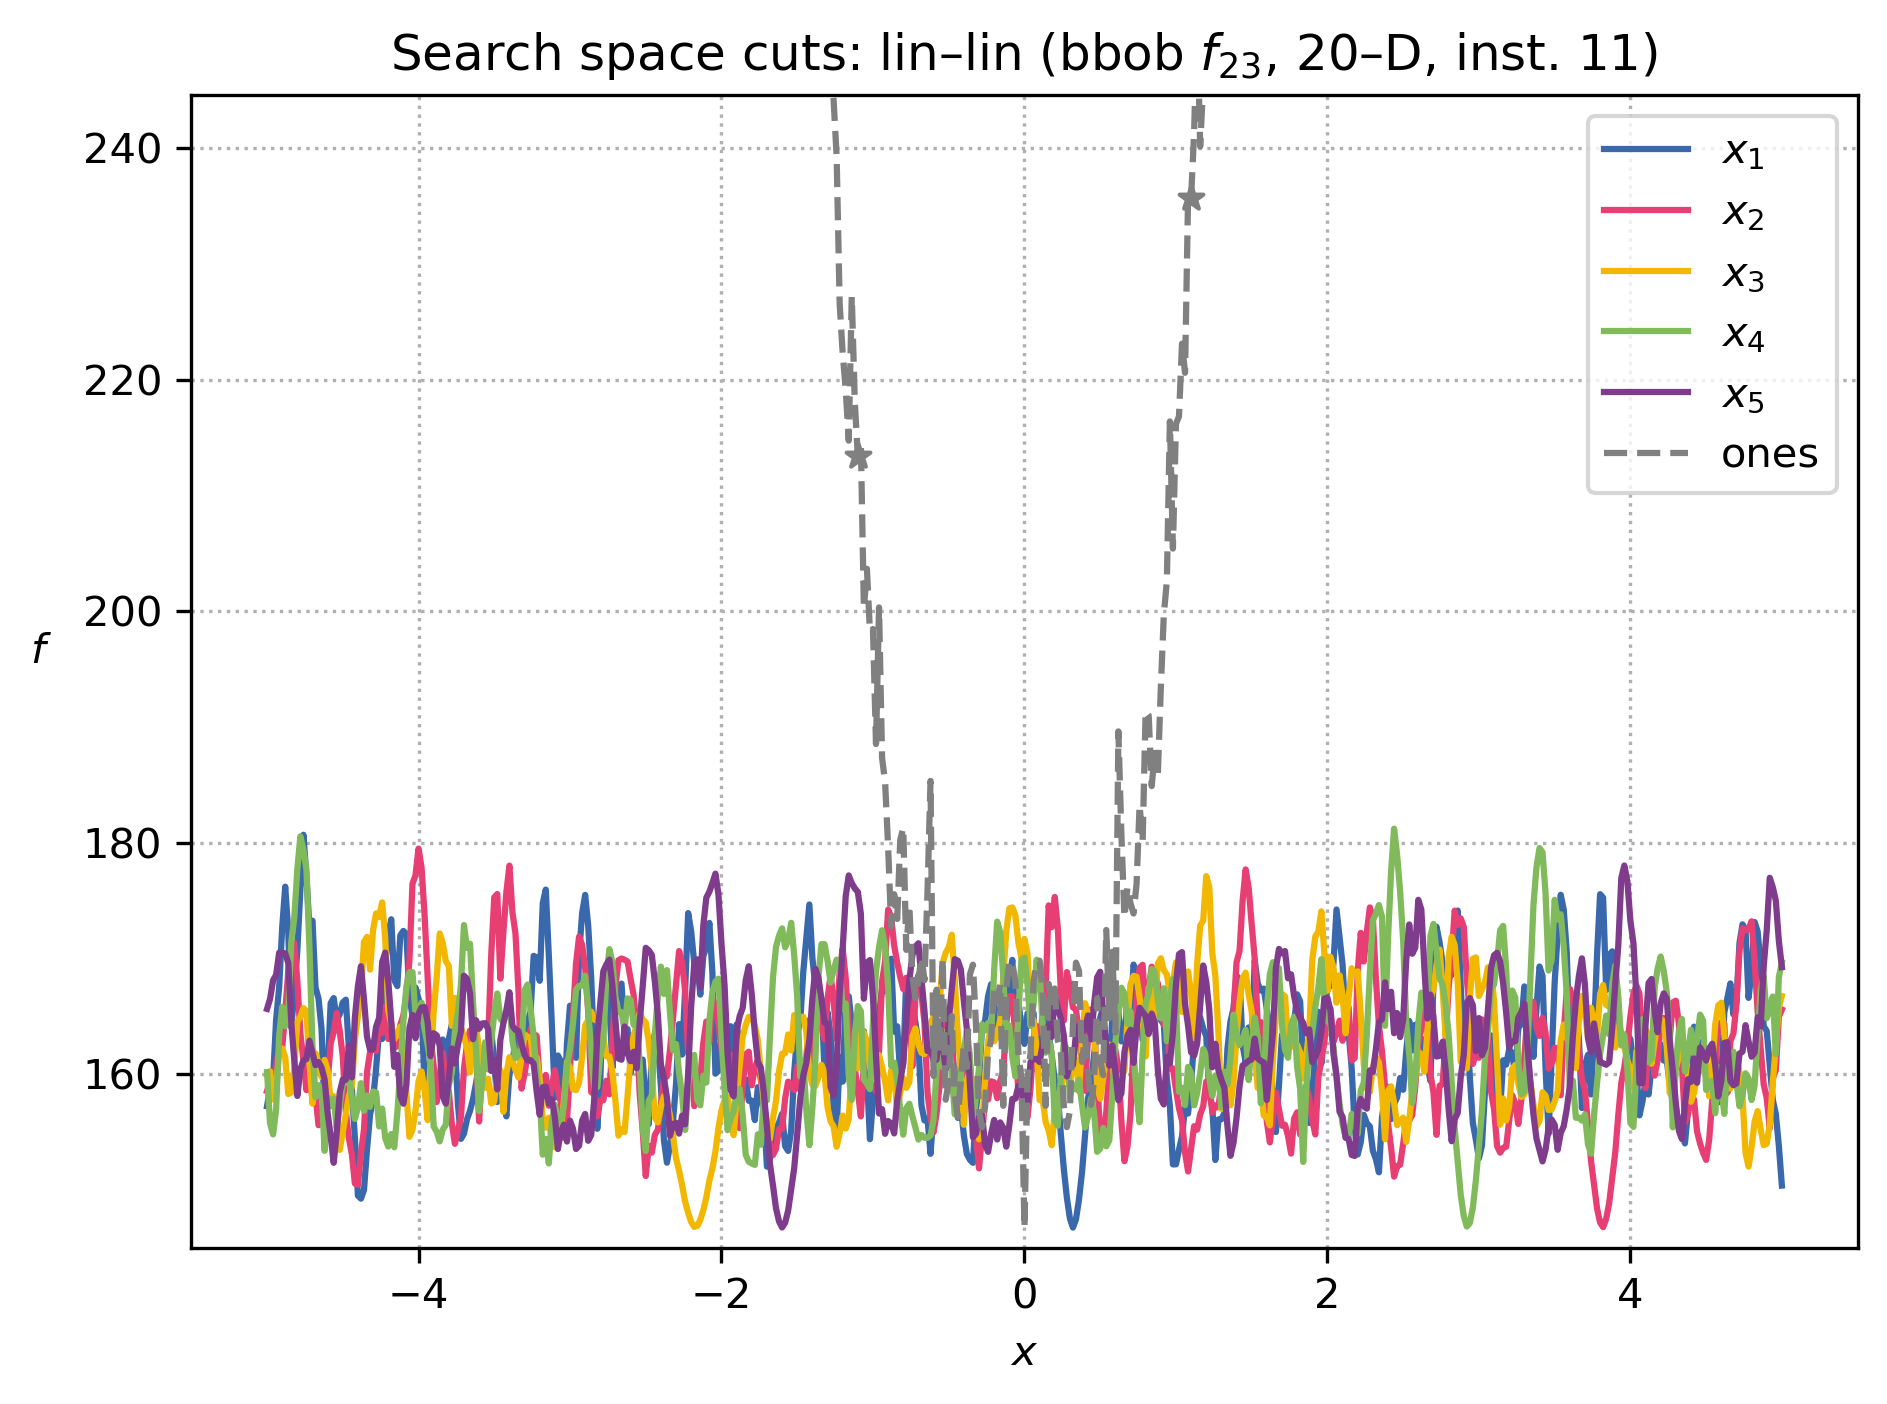 Search space cuts: lin–lin (bbob f₂₃, 20–D, inst. 11)
240
220
200
180
160
f
−4
−2
0
2
4
x
x₁
x₂
x₃
x₄
x₅
ones